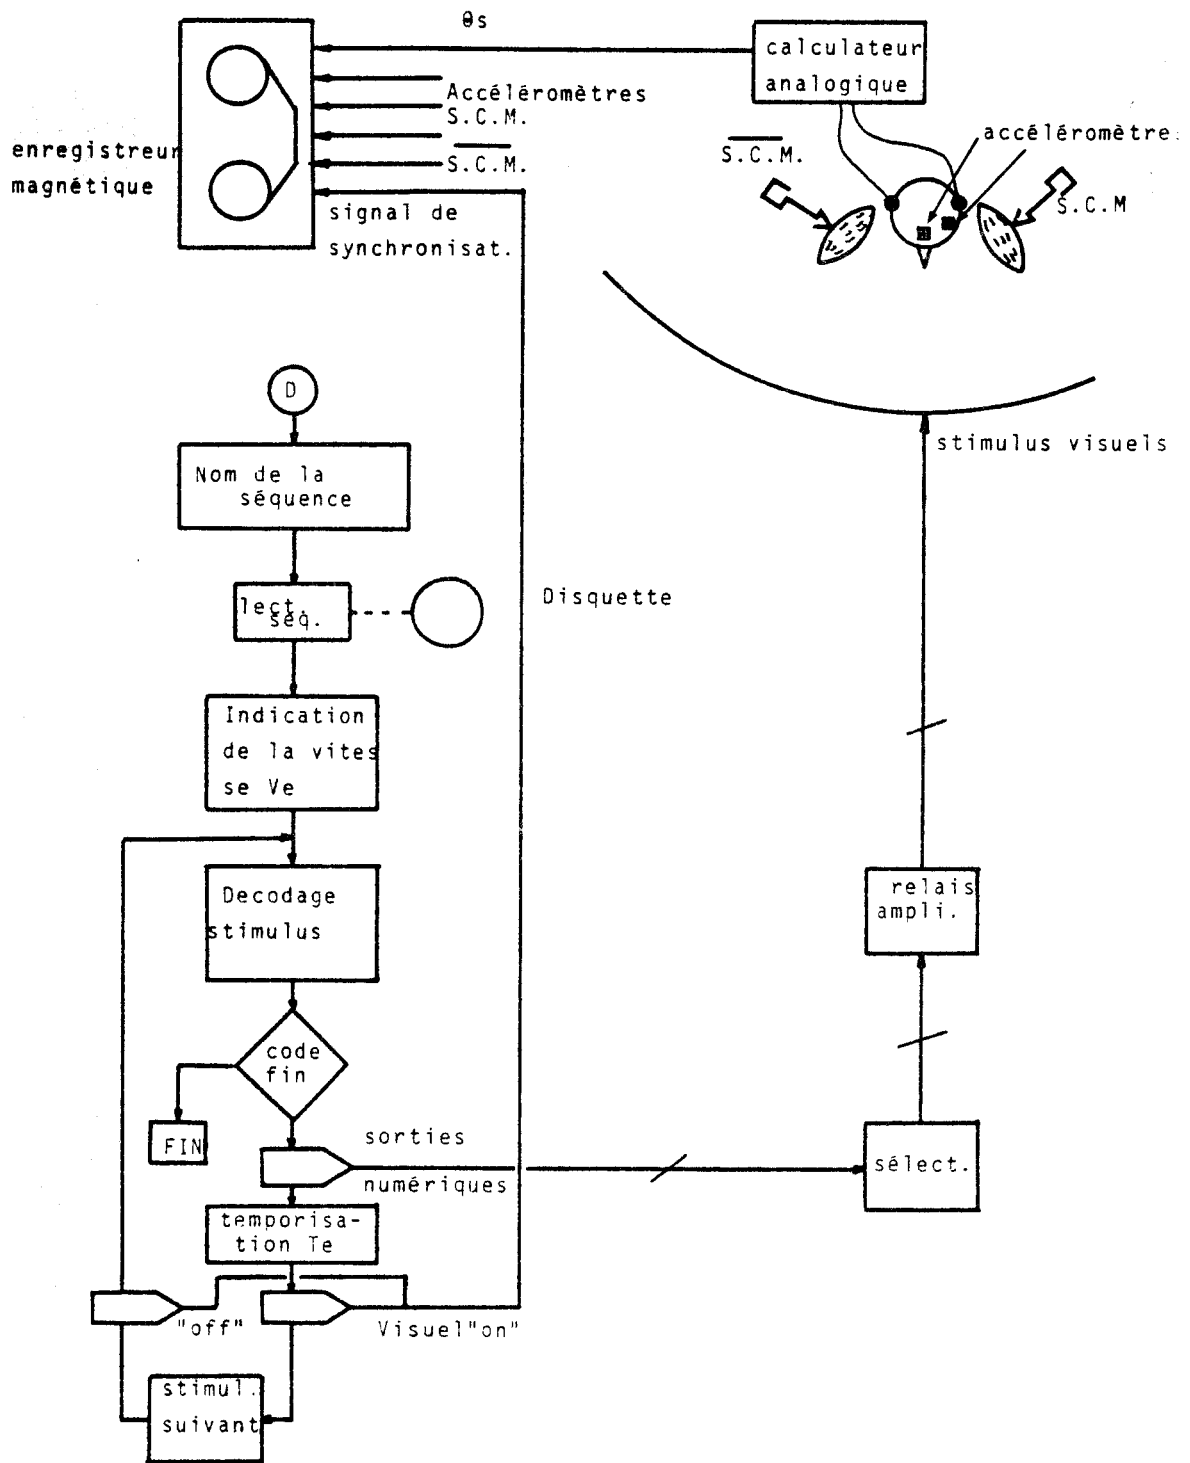 θs
calculateur
analogique
Accéléromètres
S.C.M.
S.C.M.
enregistreur
magnétique
signal de
synchronisat.
accéléromètre
S.C.M.
S.C.M
stimulus visuels
D
Nom de la
séquence
lect.
séq.
Disquette
Indication
de la vites
se Ve
Decodage
stimulus
relais
ampli.
code
fin
FIN
sorties
numériques
sélect.
temporisa-
tion Te
"off"
Visuel"on"
stimul.
suivant